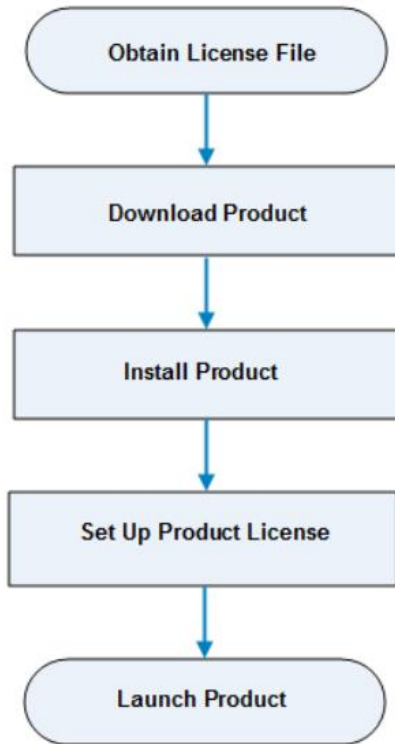 Obtain License File
Download Product
Install Product
Set Up Product License
Launch Product